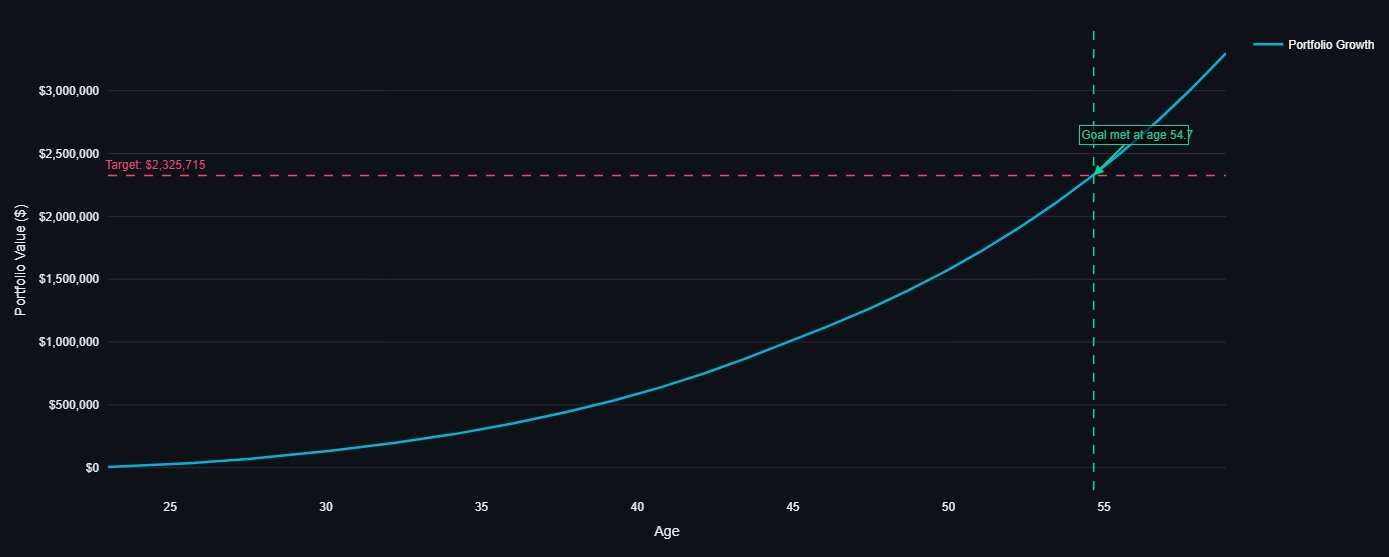 Portfolio Growth
$3,000,000
Goal met at age 54.7
$2,500,000
Target: $2,325,715
$2,000,000
$1,500,000
$1,000,000
$500,000
$0
Portfolio Value ($)
25 30 35 40 45 50 55
Age